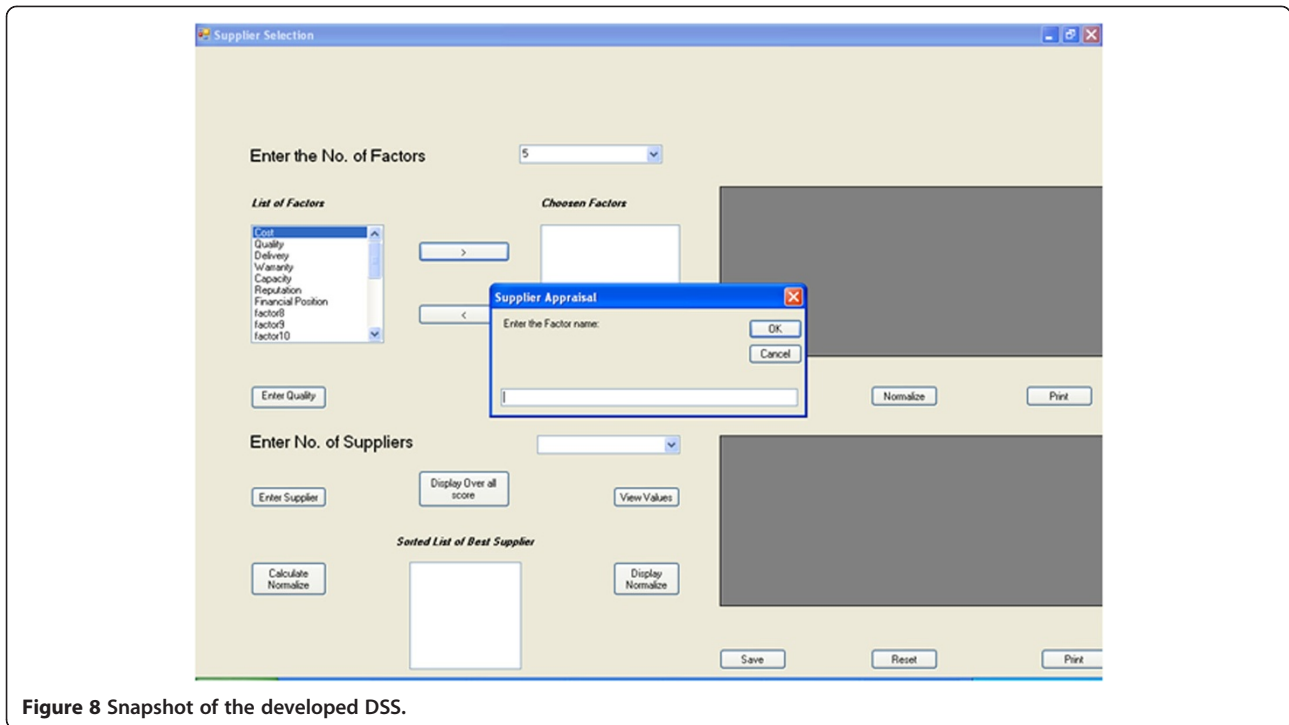 Supplier Selection
Enter the No. of Factors
5
List of Factors
Choosen Factors
Cost
Quality
Delivery
Warranty
Capacity
Reputation
Financial Position
factor8
factor9
factor10
>
<
Supplier Appraisal
Enter the Factor name:
OK
Cancel
Enter Quality
Normalize
Print
Enter No. of Suppliers
Enter Supplier
Display Over all
score
View Values
Sorted List of Best Supplier
Calculate
Normalize
Display
Normalize
Save
Reset
Print
Figure 8 Snapshot of the developed DSS.